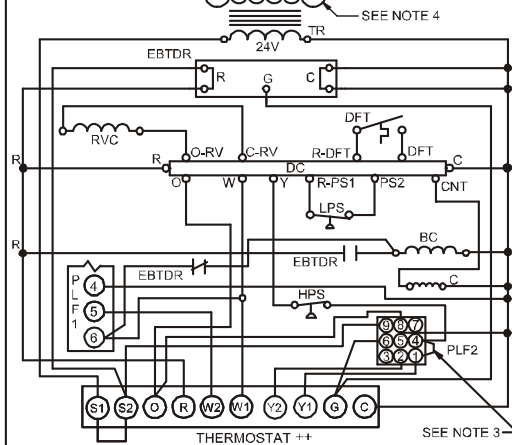 SEE NOTE 4
TR
24V
EBTDR
R
G
C
DFT
RVC
O-RV
C-RV
R-DFT
DFT
R
R
DC
C
O
W
Y
R-PS1
PS2
CNT
LPS
BC
R
EBTDR
EBTDR
C
P
L
F
1
4
5
6
HPS
9 8 7
6 5 4
3 2 1
PLF2
S1 S2 O R W2 W1 Y2 Y1 G C
SEE NOTE 3
THERMOSTAT ++